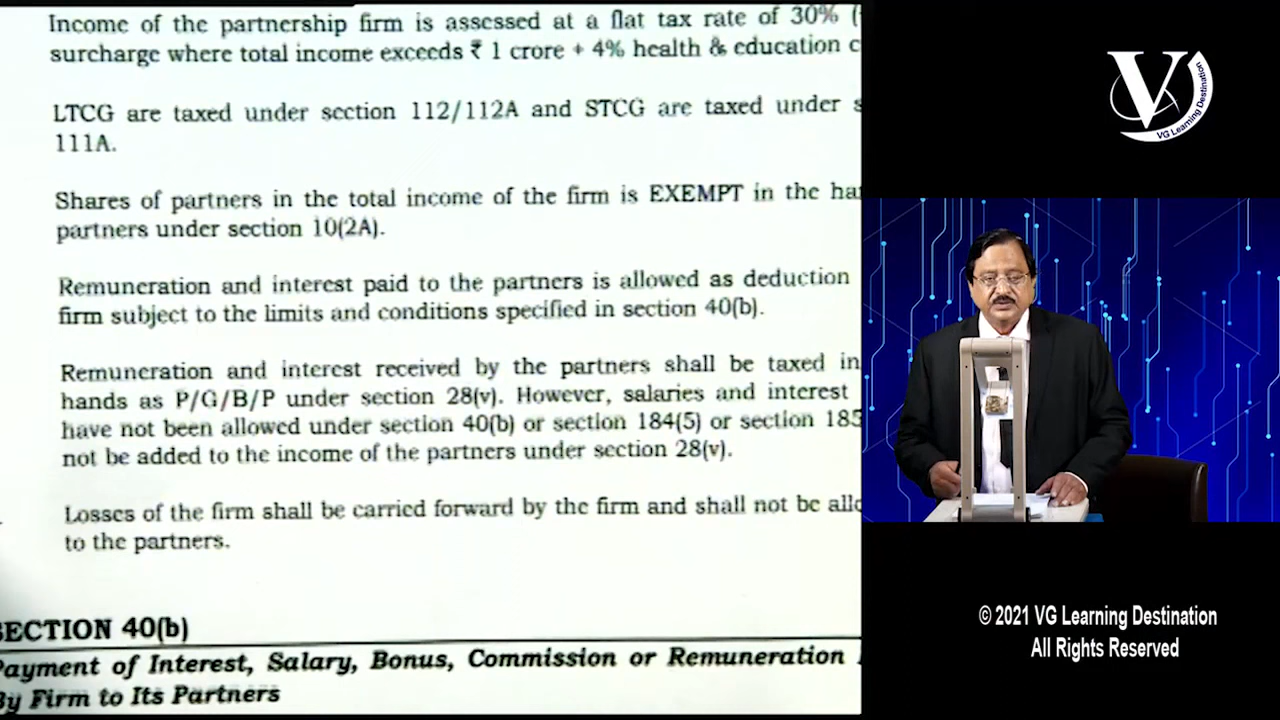 Income of the partnership firm is assessed at a flat tax rate of 30% (
surcharge where total income exceeds ₹ 1 crore + 4% health & education c
LTCG are taxed under section 112/112A and STCG are taxed under s
111A.
Shares of partners in the total income of the firm is EXEMPT in the ha
partners under section 10(2A).
Remuneration and interest paid to the partners is allowed as deduction
firm subject to the limits and conditions specified in section 40(b).
Remuneration and interest received by the partners shall be taxed in
hands as P/G/B/P under section 28(v). However, salaries and interest
have not been allowed under section 40(b) or section 184(5) or section 185
not be added to the income of the partners under section 28(v).
Losses of the firm shall be carried forward by the firm and shall not be allo
to the partners.
SECTION 40(b)
Payment of Interest, Salary, Bonus, Commission or Remuneration
By Firm to Its Partners
V
VG Learning Destination
© 2021 VG Learning Destination
All Rights Reserved